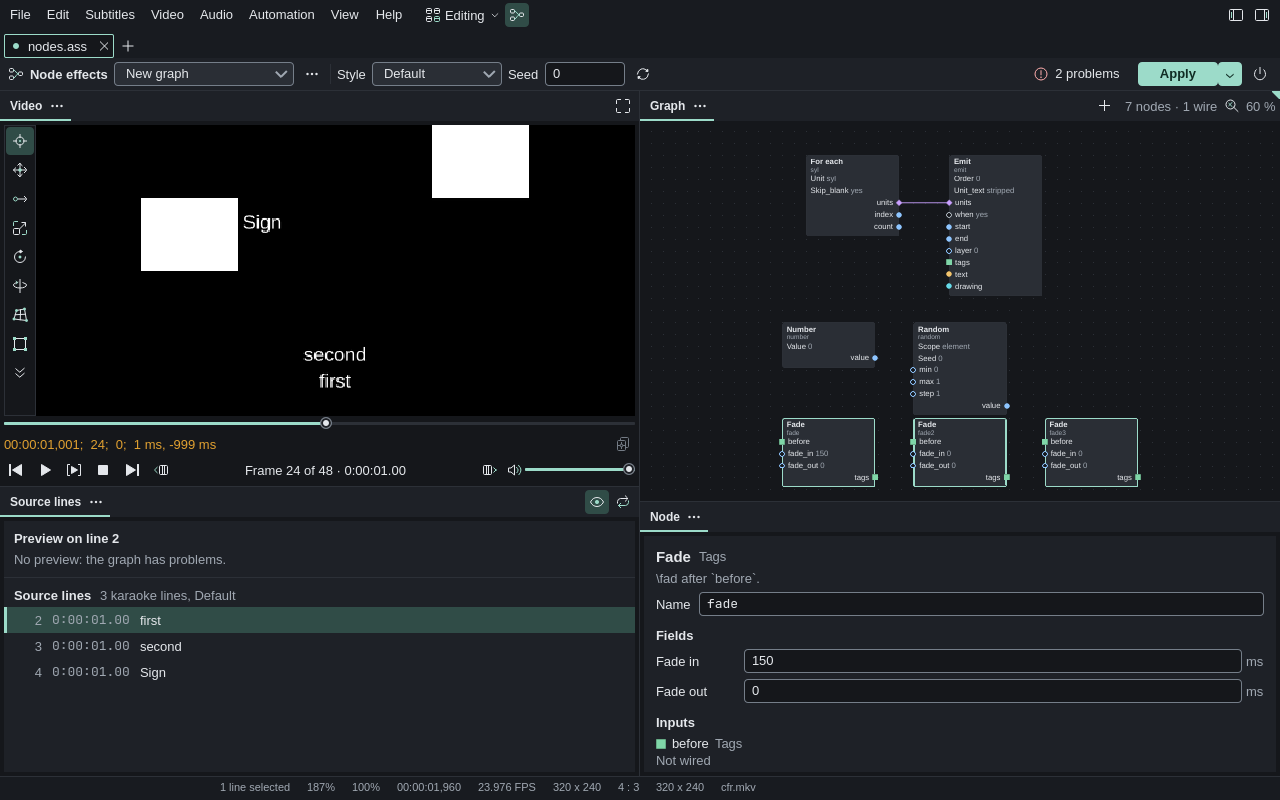 File Edit Subtitles Video Audio Automation View Help Editing
nodes.ass
Node effects New graph Style Default Seed 0 2 problems Apply
Video
Graph 7 nodes · 1 wire 60 %
Sign
second
first
00:00:01,001; 24; 0; 1 ms, -999 ms
Frame 24 of 48 · 0:00:01.00
For each
syl
Unit syl
Skip_blank yes
units
index
count
Emit
emit
Order 0
Unit_text stripped
units
when yes
start
end
layer 0
tags
text
drawing
Number
number
Value 0
value
Random
random
Scope element
Seed 0
min 0
max 1
step 1
value
Fade
fade
before
fade_in 150
fade_out 0
tags
Fade
fade2
before
fade_in 0
fade_out 0
tags
Fade
fade3
before
fade_in 0
fade_out 0
tags
Source lines
Preview on line 2
No preview: the graph has problems.
Source lines 3 karaoke lines, Default
2 0:00:01.00 first
3 0:00:01.00 second
4 0:00:01.00 Sign
Node
Fade Tags
\fad after `before`.
Name fade
Fields
Fade in 150 ms
Fade out 0 ms
Inputs
before Tags
Not wired
1 line selected 187% 100% 00:00:01,960 23.976 FPS 320 x 240 4 : 3 320 x 240 cfr.mkv